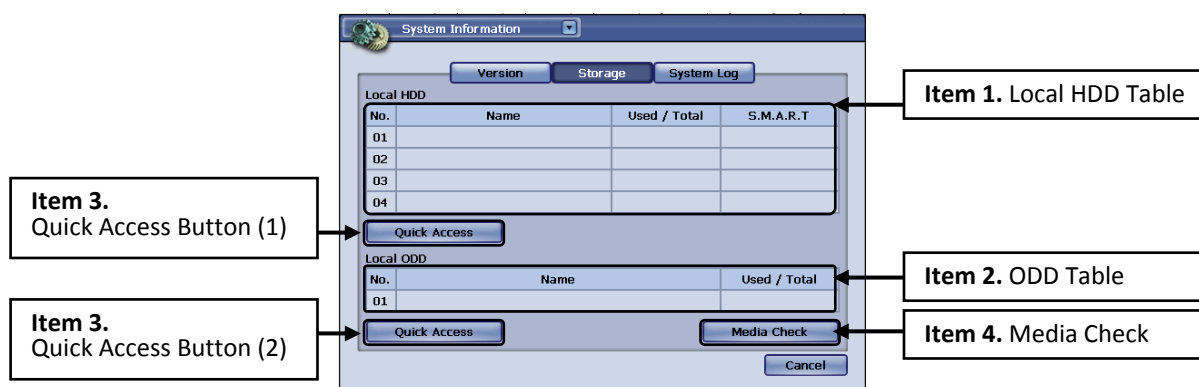 System Information
Version Storage System Log
Local HDD
No. Name Used / Total S.M.A.R.T
01
02
03
04
Quick Access
Local ODD
No. Name Used / Total
01
Quick Access Media Check
Cancel
Item 1. Local HDD Table
Item 3.
Quick Access Button (1)
Item 2. ODD Table
Item 3.
Quick Access Button (2)
Item 4. Media Check